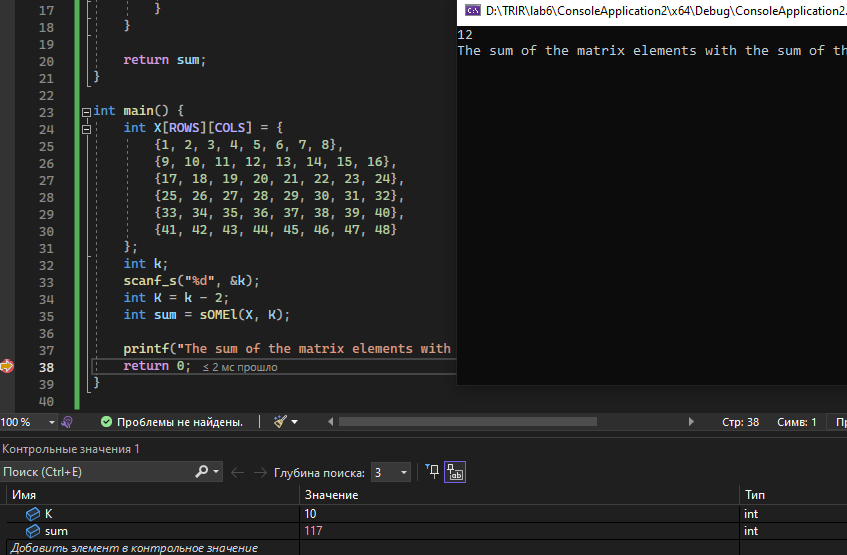 17 }
18 }
19
20 return sum;
21 }
22
23 int main() {
24 int X[ROWS][COLS] = {
25 {1, 2, 3, 4, 5, 6, 7, 8},
26 {9, 10, 11, 12, 13, 14, 15, 16},
27 {17, 18, 19, 20, 21, 22, 23, 24},
28 {25, 26, 27, 28, 29, 30, 31, 32},
29 {33, 34, 35, 36, 37, 38, 39, 40},
30 {41, 42, 43, 44, 45, 46, 47, 48}
31 };
32 int k;
33 scanf_s("%d", &k);
34 int K = k - 2;
35 int sum = sOMEl(X, K);
36
37 printf("The sum of the matrix elements with
38 return 0; ≤ 2 мс прошло
39 }
40
D:\TRIR\lab6\ConsoleApplication2\x64\Debug\ConsoleApplication2.
12
The sum of the matrix elements with the sum of th
100 % Проблемы не найдены. Стр: 38 Симв: 1 Пр
Контрольные значения 1
Поиск (Ctrl+E) Глубина поиска: 3
Имя Значение Тип
K 10 int
sum 117 int
Добавить элемент в контрольное значение